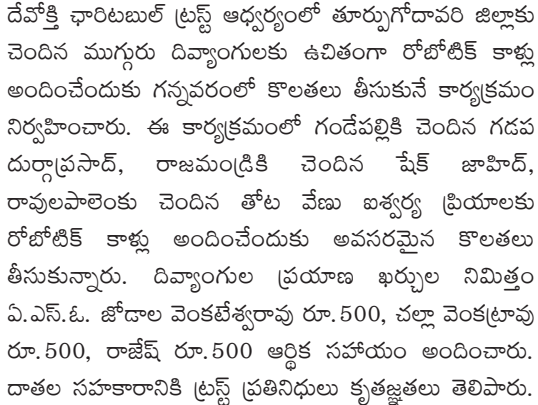 దేవోక్తి ఛారిటబుల్ ట్రస్ట్ ఆధ్వర్యంలో తూర్పుగోదావరి జిల్లాకు
చెందిన ముగ్గురు దివ్యాంగులకు ఉచితంగా రోబోటిక్ కాళ్లు
అందించేందుకు గన్నవరంలో కొలతలు తీసుకునే కార్యక్రమం
నిర్వహించారు. ఈ కార్యక్రమంలో గండేపల్లికి చెందిన గడప
దుర్గాప్రసాద్, రాజమండ్రికి చెందిన షేక్ జాహిద్,
రావులపాలెంకు చెందిన తోట వేణు ఐశ్వర్య ప్రియాలకు
రోబోటిక్ కాళ్లు అందించేందుకు అవసరమైన కొలతలు
తీసుకున్నారు. దివ్యాంగుల ప్రయాణ ఖర్చుల నిమిత్తం
ఏ.ఎస్.ఓ. జోడాల వెంకటేశ్వరావు రూ.500, చల్లా వెంకట్రావు
రూ.500, రాజేష్ రూ.500 ఆర్థిక సహాయం అందించారు.
దాతల సహకారానికి ట్రస్ట్ ప్రతినిధులు కృతజ్ఞతలు తెలిపారు.